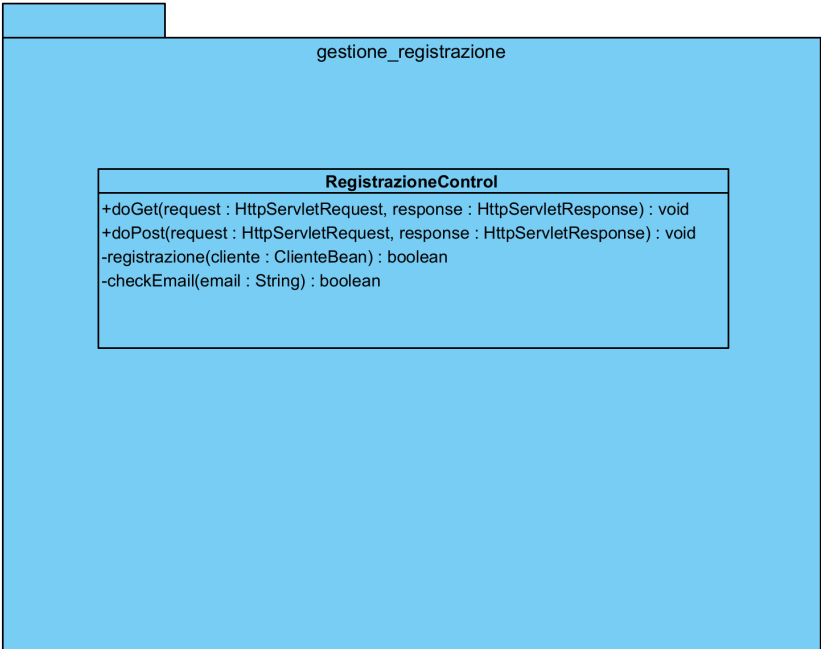 gestione_registrazione
RegistrazioneControl
+doGet(request : HttpServletRequest, response : HttpServletResponse) : void
+doPost(request : HttpServletRequest, response : HttpServletResponse) : void
-registrazione(cliente : ClienteBean) : boolean
-checkEmail(email : String) : boolean